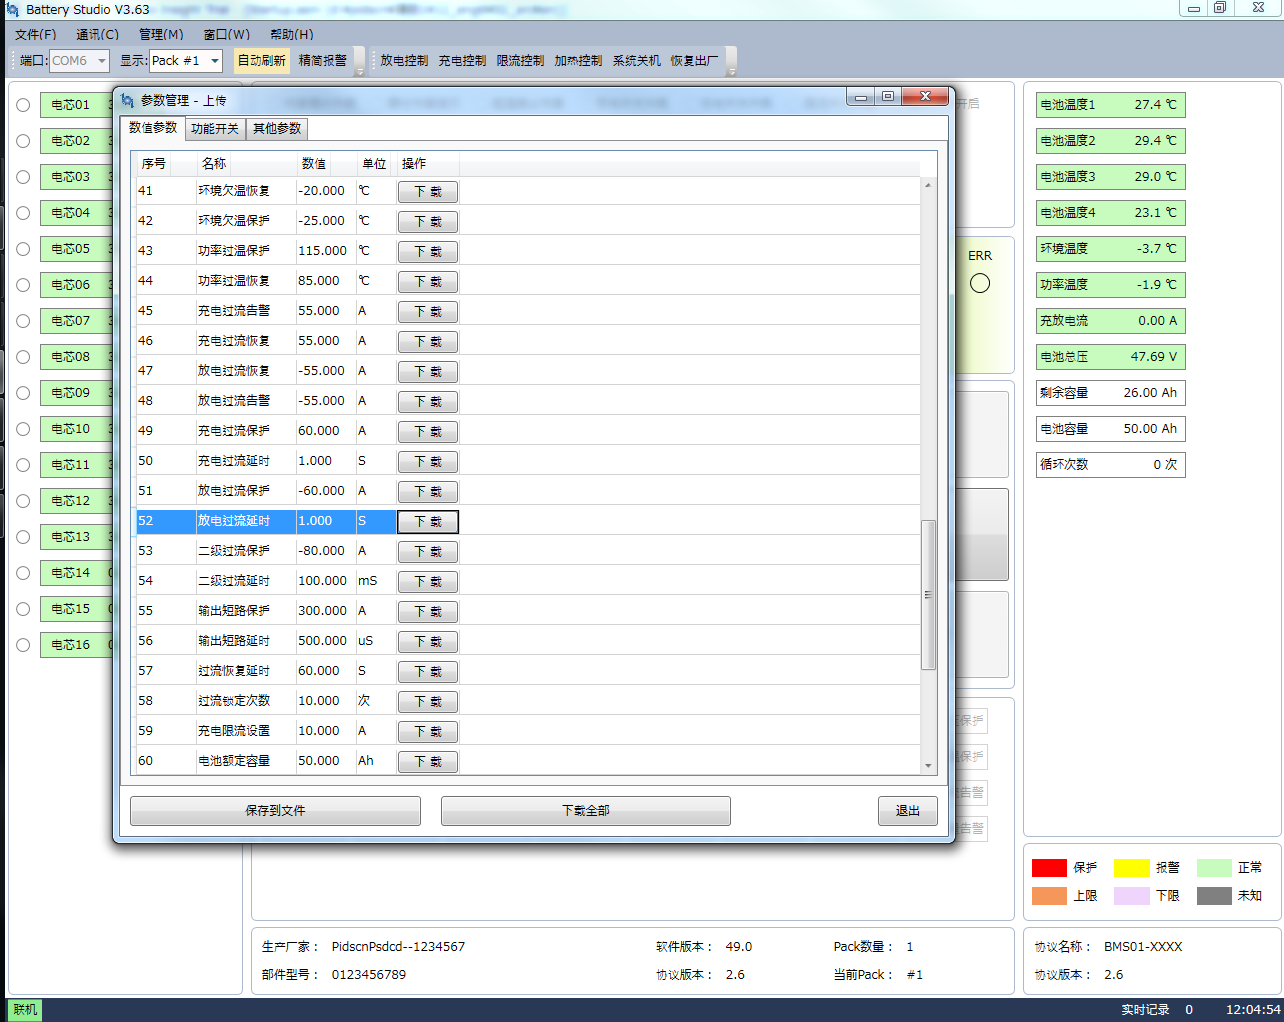 Battery Studio V3.63
文件(F) 通讯(C) 管理(M) 窗口(W) 帮助(H)
端口: COM6 显示: Pack #1 自动刷新 精简报警 放电控制 充电控制 限流控制 加热控制 系统关机 恢复出厂
电芯01
电芯02
电芯03
电芯04
电芯05
电芯06
电芯07
电芯08
电芯09
电芯10
电芯11
电芯12
电芯13
电芯14
电芯15
电芯16
参数管理 - 上传
数值参数 功能开关 其他参数
序号 名称 数值 单位 操作
41 环境欠温恢复 -20.000 ℃ 下 载
42 环境欠温保护 -25.000 ℃ 下 载
43 功率过温保护 115.000 ℃ 下 载
44 功率过温恢复 85.000 ℃ 下 载
45 充电过流告警 55.000 A 下 载
46 充电过流恢复 55.000 A 下 载
47 放电过流恢复 -55.000 A 下 载
48 放电过流告警 -55.000 A 下 载
49 充电过流保护 60.000 A 下 载
50 充电过流延时 1.000 S 下 载
51 放电过流保护 -60.000 A 下 载
52 放电过流延时 1.000 S 下 载
53 二级过流保护 -80.000 A 下 载
54 二级过流延时 100.000 mS 下 载
55 输出短路保护 300.000 A 下 载
56 输出短路延时 500.000 uS 下 载
57 过流恢复延时 60.000 S 下 载
58 过流锁定次数 10.000 次 下 载
59 充电限流设置 10.000 A 下 载
60 电池额定容量 50.000 Ah 下 载
保存到文件 下载全部 退出
开启
ERR
保护
保护
告警
告警
电池温度1 27.4 ℃
电池温度2 29.4 ℃
电池温度3 29.0 ℃
电池温度4 23.1 ℃
环境温度 -3.7 ℃
功率温度 -1.9 ℃
充放电流 0.00 A
电池总压 47.69 V
剩余容量 26.00 Ah
电池容量 50.00 Ah
循环次数 0 次
保护 报警 正常
上限 下限 未知
生产厂家： PidscnPsdcd--1234567 软件版本： 49.0 Pack数量： 1
部件型号： 0123456789 协议版本： 2.6 当前Pack： #1
协议名称： BMS01-XXXX
协议版本： 2.6
联机 实时记录 0 12:04:54